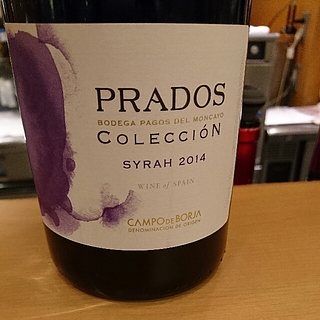 PRADOS
BODEGA PAGOS DEL MONCAYO
COLECCIÓN
SYRAH 2014
WINE of SPAIN
CAMPO DE BORJA
DENOMINACIÓN DE ORIGEN